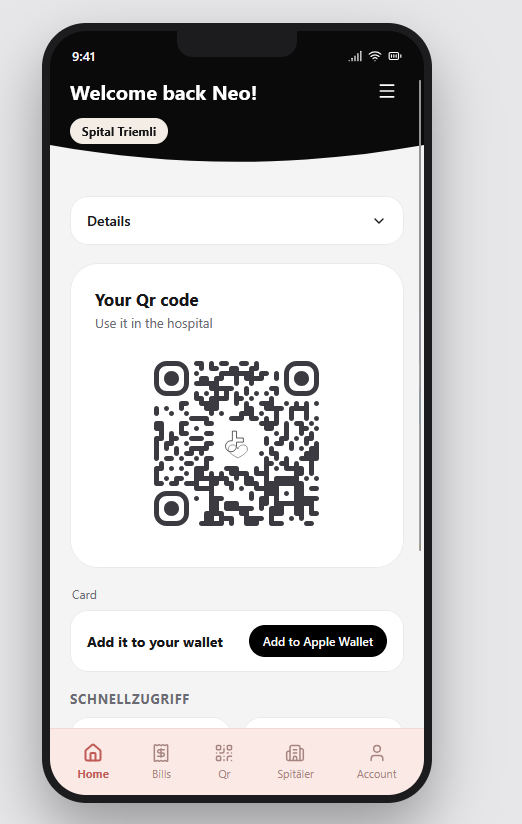 9:41
Welcome back Neo!
Spital Triemli
Details
Your Qr code
Use it in the hospital
Card
Add it to your wallet
Add to Apple Wallet
SCHNELLZUGRIFF
Home
Bills
Qr
Spitäler
Account